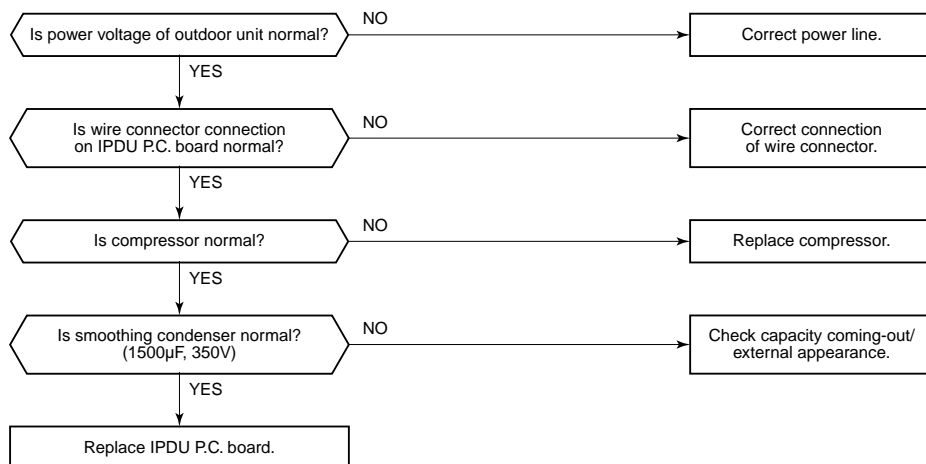 Is power voltage of outdoor unit normal?
NO
Correct power line.
YES
Is wire connector connection
on IPDU P.C. board normal?
NO
Correct connection
of wire connector.
YES
Is compressor normal?
NO
Replace compressor.
YES
Is smoothing condenser normal?
(1500µF, 350V)
NO
Check capacity coming-out/
external appearance.
YES
Replace IPDU P.C. board.